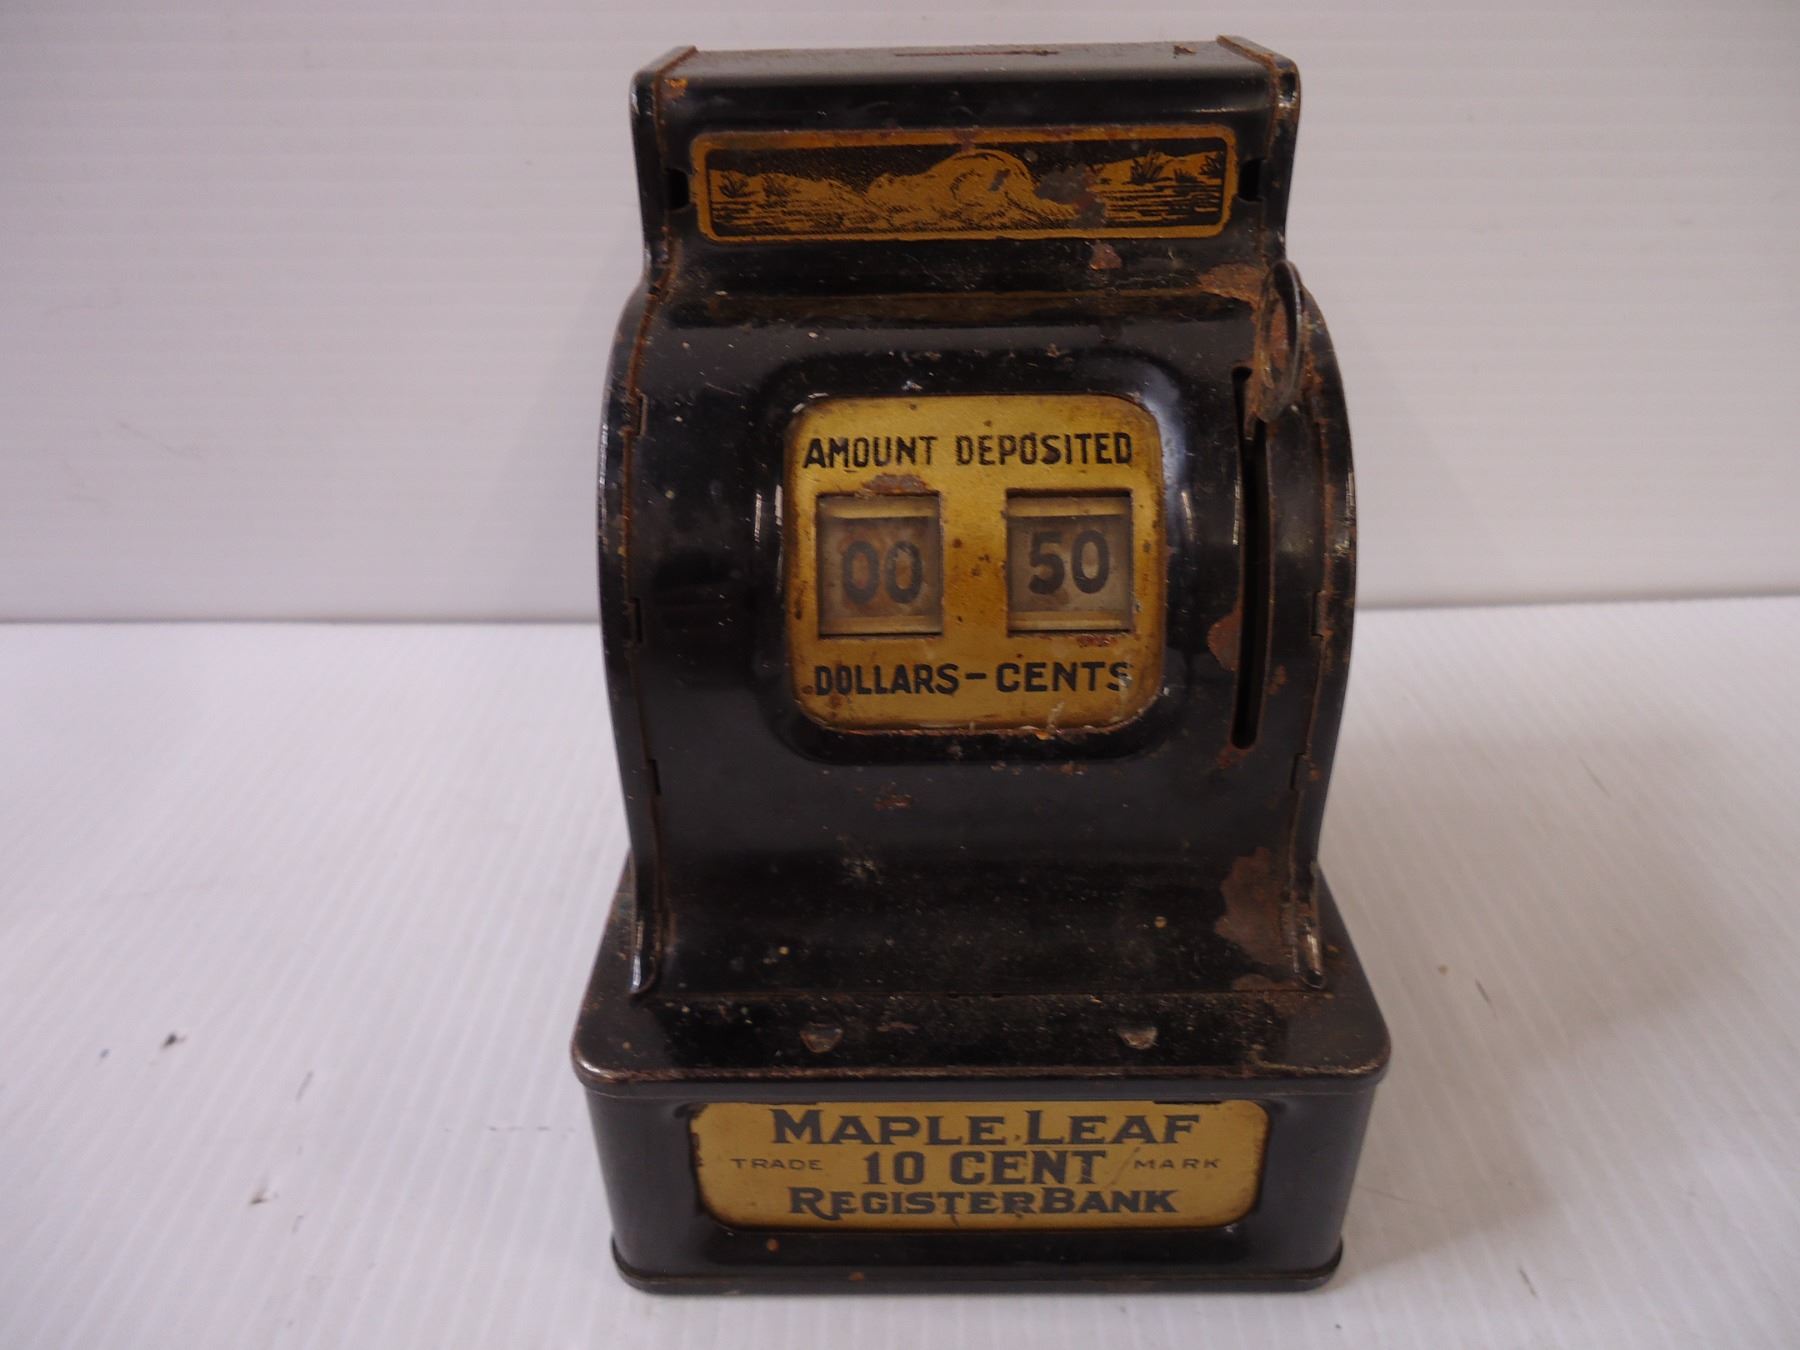 AMOUNT DEPOSITED
00 50
DOLLARS-CENTS
MAPLE LEAF
TRADE 10 CENT MARK
REGISTER BANK